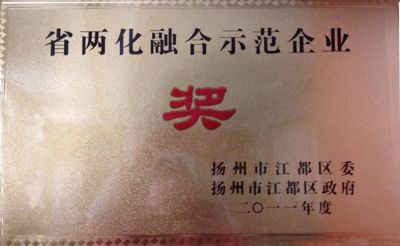 省两化融合示范企业
奖
扬州市江都区委
扬州市江都区政府
二〇一一年度